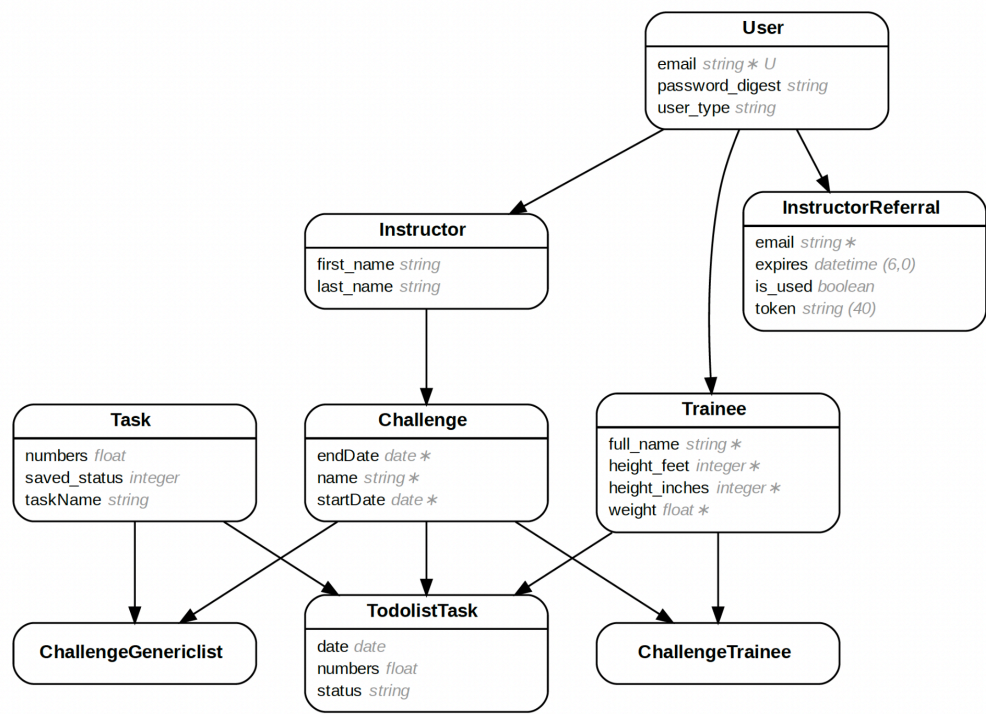 User
email string∗ U
password_digest string
user_type string
InstructorReferral
email string∗
expires datetime (6,0)
is_used boolean
token string (40)
Instructor
first_name string
last_name string
Task
numbers float
saved_status integer
taskName string
Challenge
endDate date∗
name string∗
startDate date∗
Trainee
full_name string∗
height_feet integer∗
height_inches integer∗
weight float∗
ChallengeGenericlist
TodolistTask
date date
numbers float
status string
ChallengeTrainee